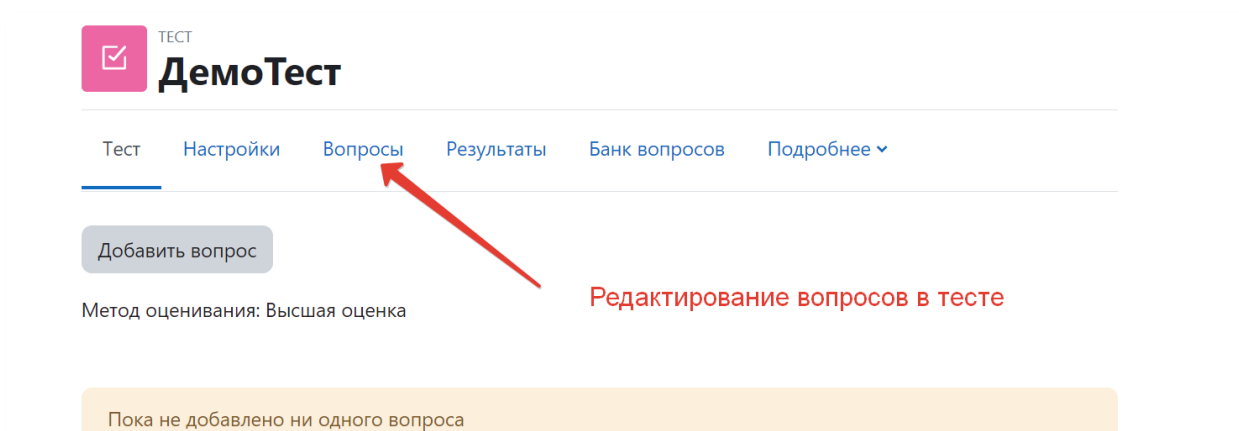 ТЕСТ
ДемоТест
Тест Настройки Вопросы Результаты Банк вопросов Подробнее
Добавить вопрос
Редактирование вопросов в тесте
Метод оценивания: Высшая оценка
Пока не добавлено ни одного вопроса